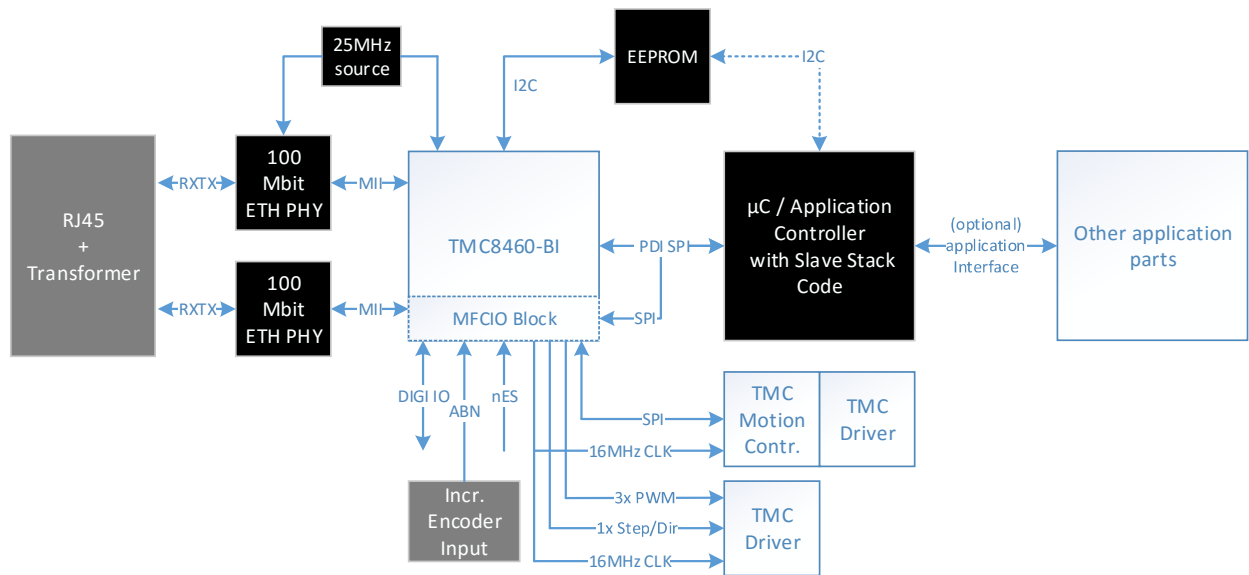 25MHz
source
EEPROM
I2C
I2C
RJ45
+
Transformer
RXTX
100
Mbit
ETH PHY
MII
TMC8460-BI
PDI SPI
µC / Application
Controller
with Slave Stack
Code
(optional)
application
Interface
Other application
parts
RXTX
100
Mbit
ETH PHY
MII
MFCIO Block
SPI
DIGI IO
ABN
nES
SPI
16MHz CLK
TMC
Motion
Contr.
TMC
Driver
Incr.
Encoder
Input
3x PWM
1x Step/Dir
16MHz CLK
TMC
Driver